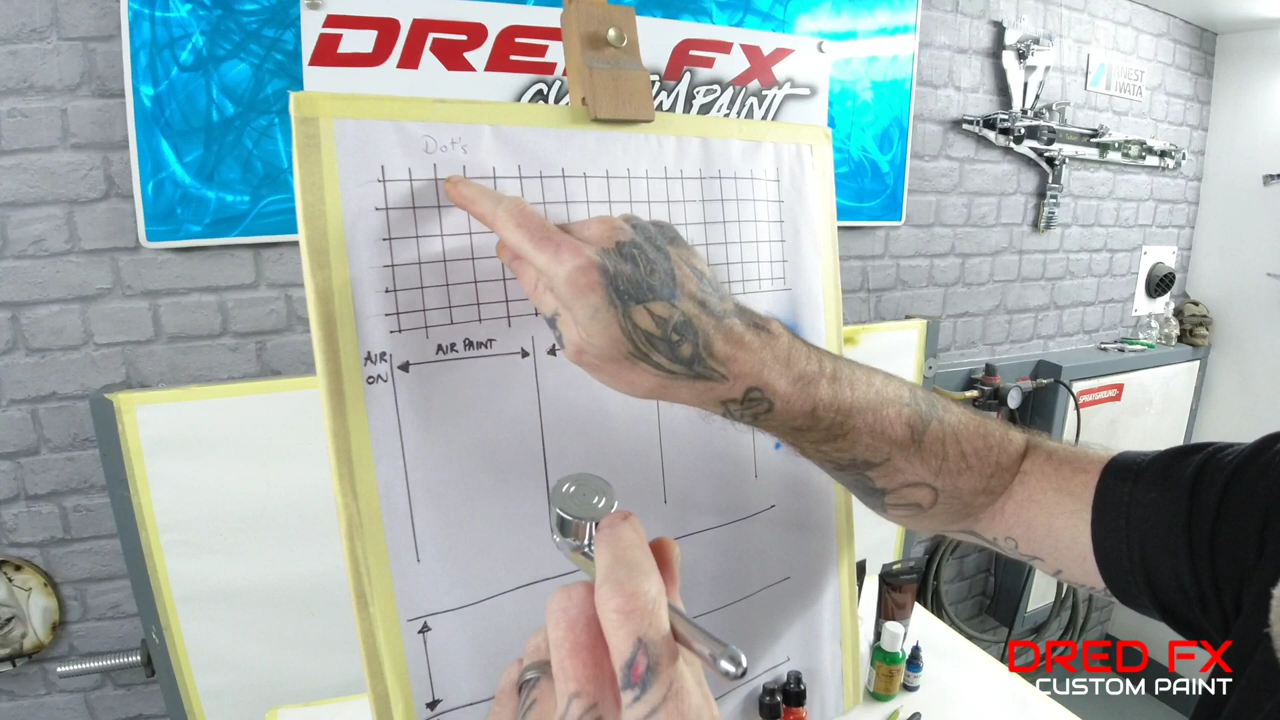 DRED FX
CUSTOM PAINT
ANEST
IWATA
Dot's
AIR
ON
AIR PAINT
SPRAYGROUND
DRED FX
CUSTOM PAINT